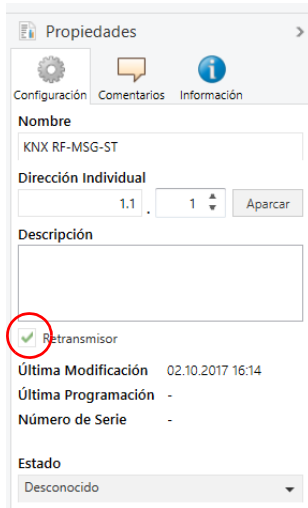 Propiedades
Configuración Comentarios Información
Nombre
KNX RF-MSG-ST
Dirección Individual
1.1 . 1 Aparcar
Descripción
Retransmisor
Última Modificación 02.10.2017 16:14
Última Programación -
Número de Serie -
Estado
Desconocido